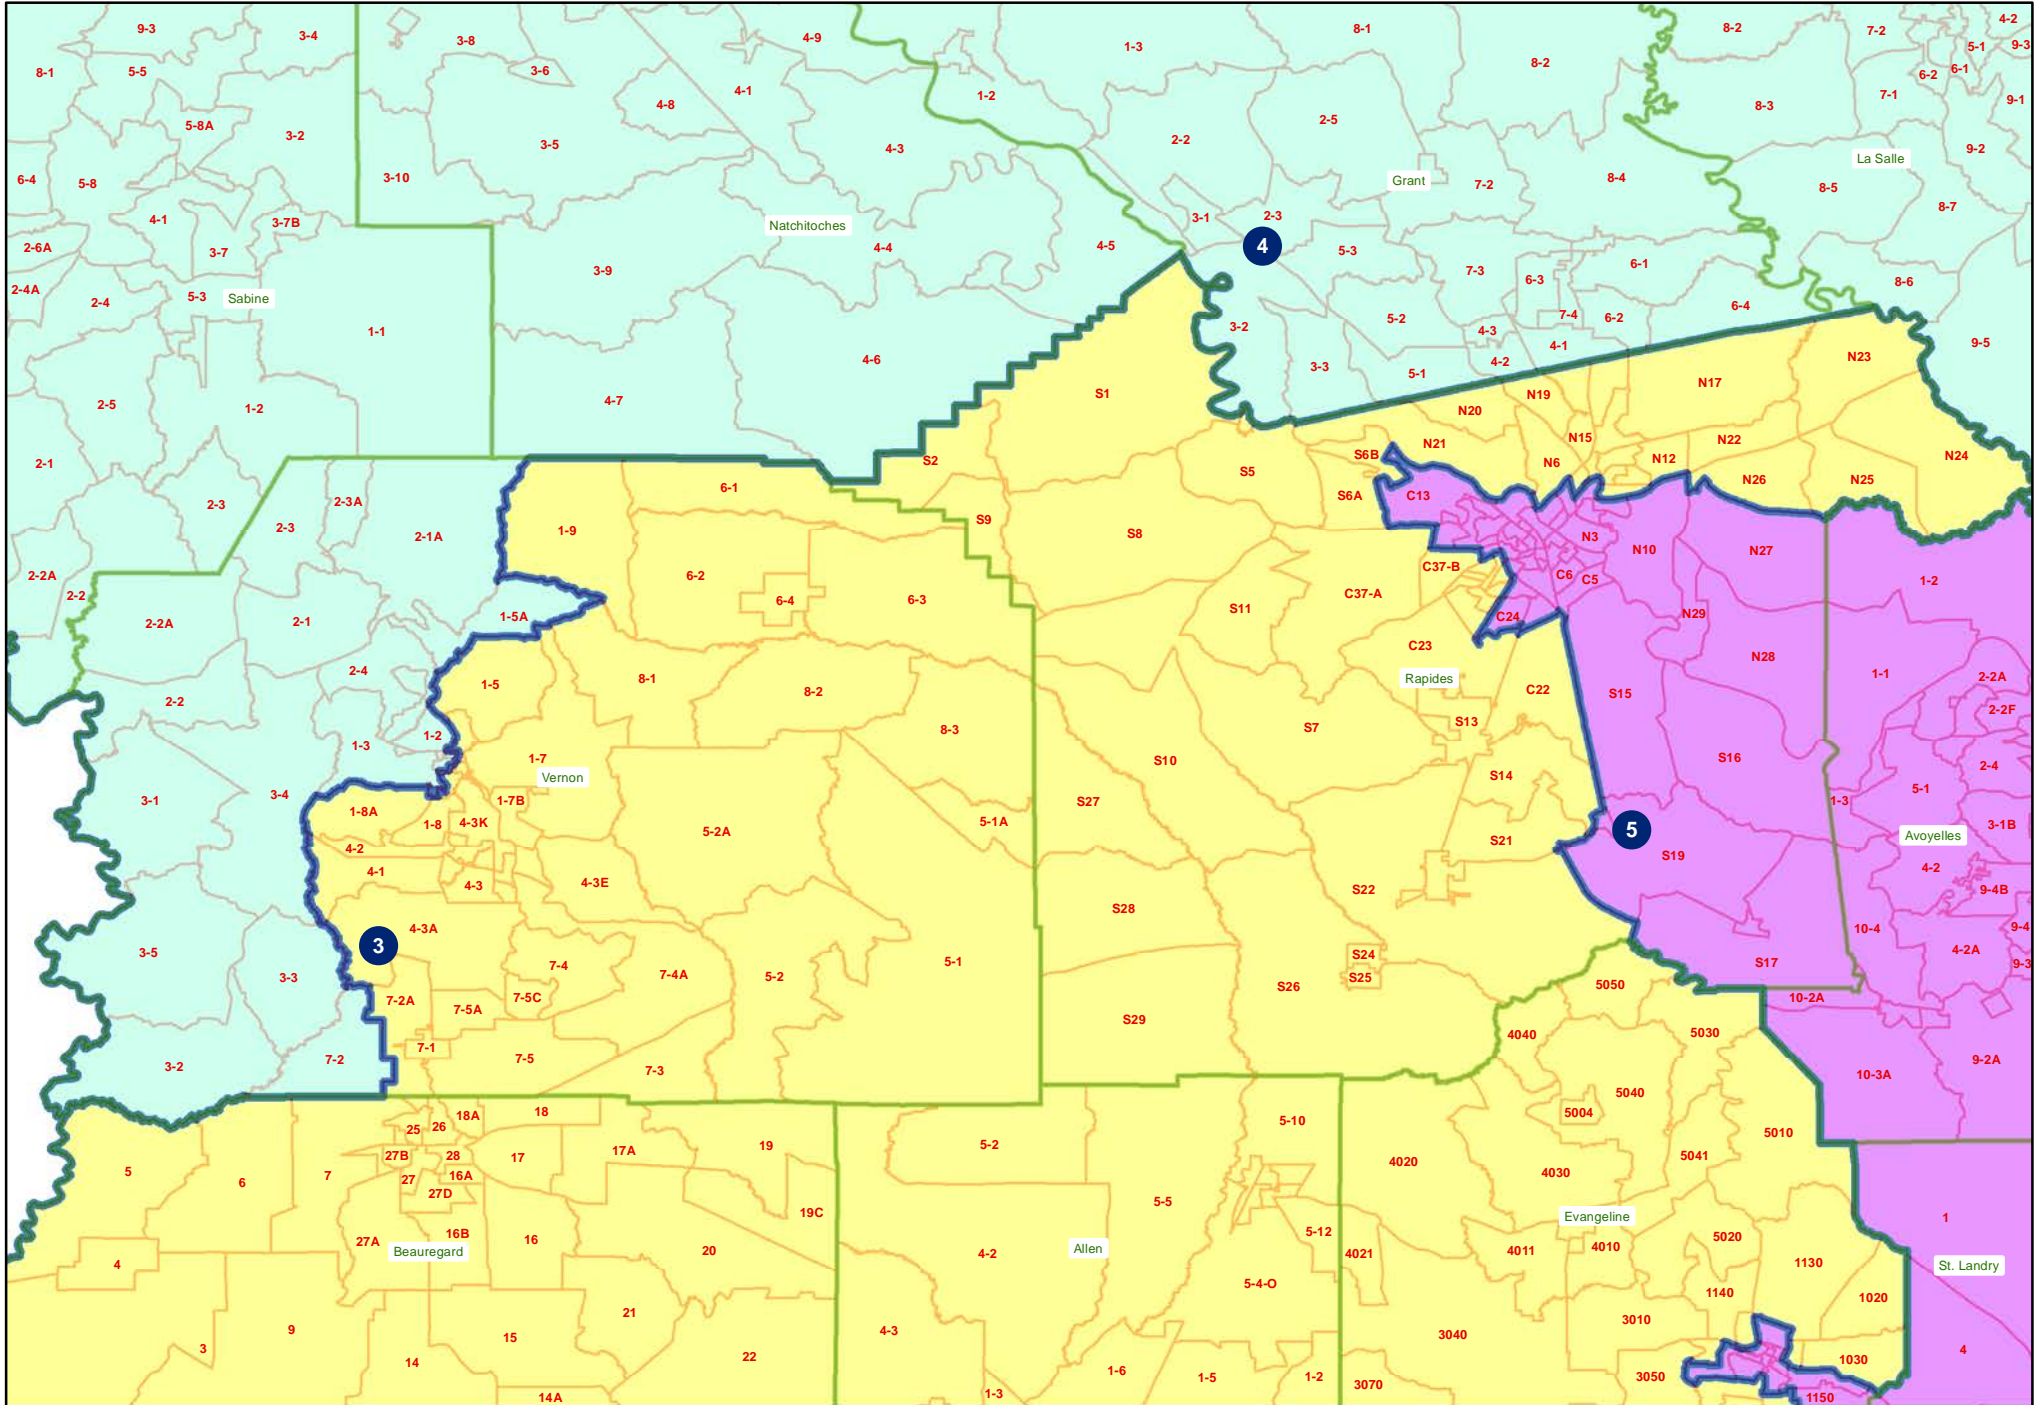 9-3
3-4
3-8
4-9
1-3
8-1
8-2
8-2
7-2
4-2
5-1
9-3
8-1
5-5
3-6
4-8
4-1
1-2
2-5
8-3
6-2
6-1
7-1
9-1
5-8A
3-2
3-5
4-3
2-2
La Salle
9-2
6-4
5-8
3-10
Grant
7-2
8-4
8-5
8-7
4-1
3-7B
Natchitoches
3-1
2-3
2-6A
3-7
4-4
4-5
4
5-3
3-9
7-3
6-3
6-1
8-6
2-4A
2-4
5-3
Sabine
6-4
1-1
3-2
5-2
4-3
7-4
6-2
9-5
4-6
4-1
4-2
3-3
5-1
N23
2-5
1-2
4-7
S1
N19
N17
N20
N21
N15
N22
N24
2-1
S2
S5
S6B
N6
N12
N26
N25
6-1
S6A
C13
2-3
2-3A
2-3
2-1A
1-9
S9
S8
N3
N10
N27
2-2A
2-2
6-2
6-4
6-3
C37-B
C37-A
C6
C5
1-2
2-2A
2-1
1-5A
S11
C24
N29
C23
N28
2-4
1-5
8-1
8-2
Rapides
C22
S15
1-1
2-2A
2-2
2-2F
1-3
1-2
8-3
S7
S13
1-7
Vernon
S10
S14
S16
2-4
3-1
3-4
1-7B
S27
5-1
1-3
1-8A
1-8
4-3K
5-2A
5-1A
S21
5
3-1B
Avoyelles
4-2
4-1
4-3
4-3E
S19
4-2
S22
9-4B
S28
4-3A
3
10-4
9-4
3-5
3-3
7-4
7-4A
5-2
5-1
S24
S25
S17
4-2A
9-3
7-2A
7-5A
7-5C
S26
5050
10-2A
S29
4040
5030
7-1
7-5
7-2
3-2
7-3
9-2A
10-3A
18A
18
5040
5004
5-10
25
26
19
5-2
5010
27B
28
17
17A
4020
4030
5041
5
6
7
27
16A
27D
5-5
19C
Evangeline
1
27A
16B
16
20
4-2
Allen
5-12
4021
4011
4010
5020
1130
Beauregard
4
5-4-O
St. Landry
1140
1020
21
3010
9
15
4-3
3040
3
14
22
1-6
1-5
1-2
3070
3050
1030
4
14A
1-3
1150